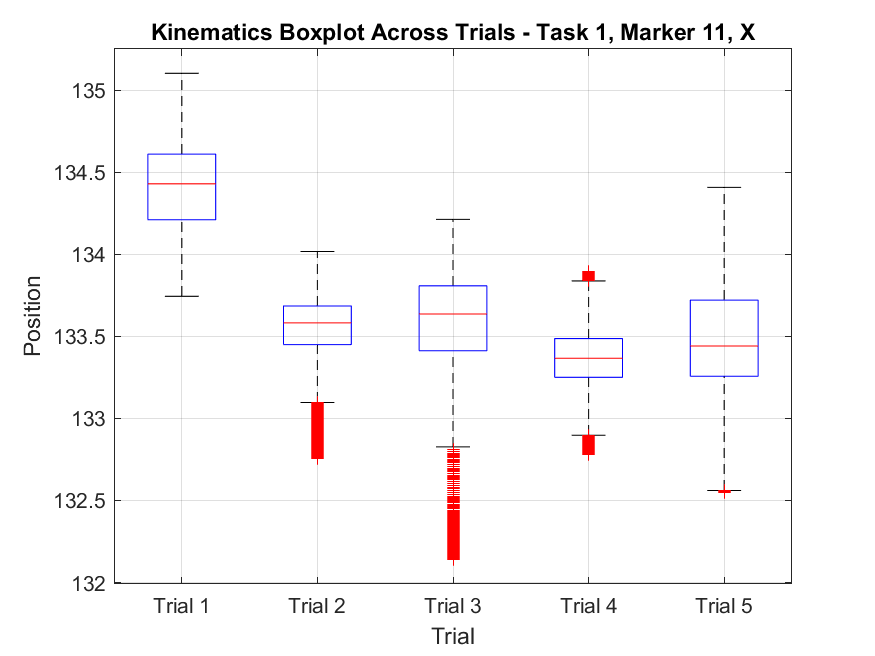 Kinematics Boxplot Across Trials - Task 1, Marker 11, X
Position
135
134.5
134
133.5
133
132.5
132
Trial 1 Trial 2 Trial 3 Trial 4 Trial 5
Trial